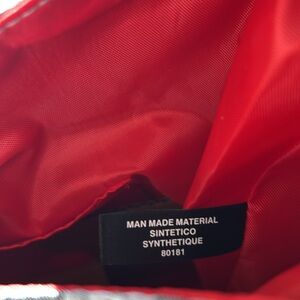 MAN MADE MATERIAL
SINTETICO
SYNTHETIQUE
80181